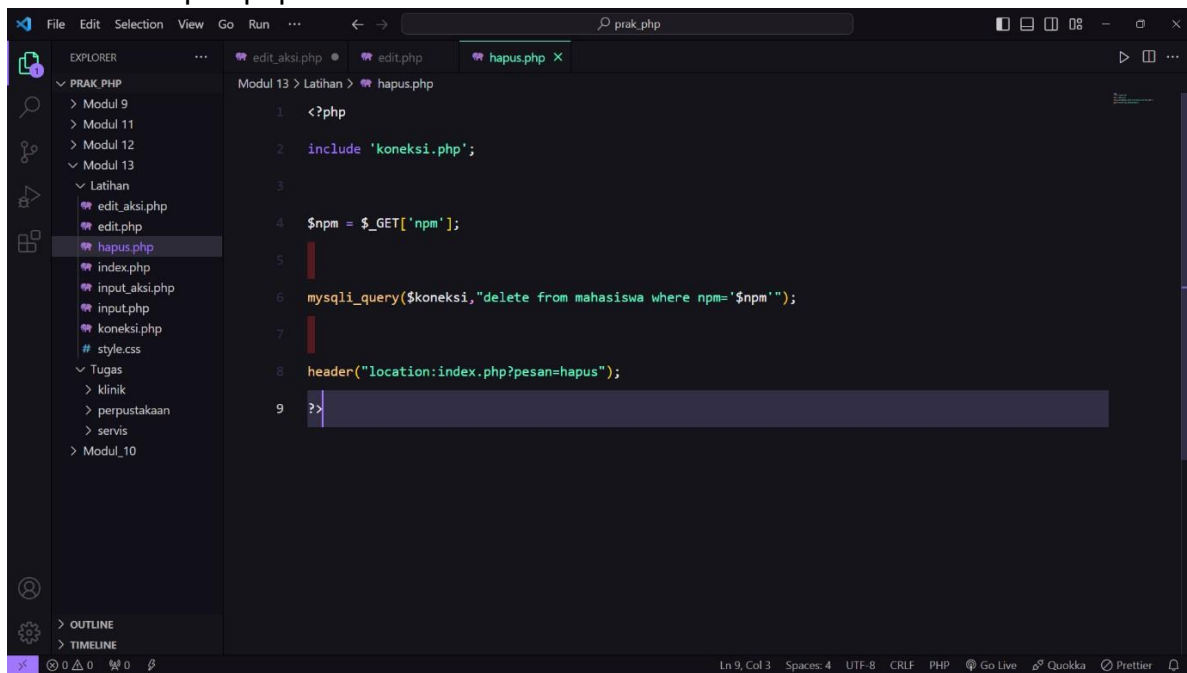 File Edit Selection View Go Run ··· ← → prak_php
EXPLORER ···
PRAK_PHP
> Modul 9
> Modul 11
> Modul 12
Modul 13
Latihan
edit_aksi.php
edit.php
hapus.php
index.php
input_aksi.php
input.php
koneksi.php
# style.css
Tugas
> klinik
> perpustakaan
> servis
> Modul_10
> OUTLINE
> TIMELINE
1
edit_aksi.php ● edit.php hapus.php ×
Modul 13 > Latihan > hapus.php
1 <?php
2 include 'koneksi.php';
3
4 $npm = $_GET['npm'];
5
6 mysqli_query($koneksi,"delete from mahasiswa where npm='$npm'");
7
8 header("location:index.php?pesan=hapus");
9 ?>
0 0 0 Ln 9, Col 3 Spaces: 4 UTF-8 CRLF PHP Go Live Quokka Prettier